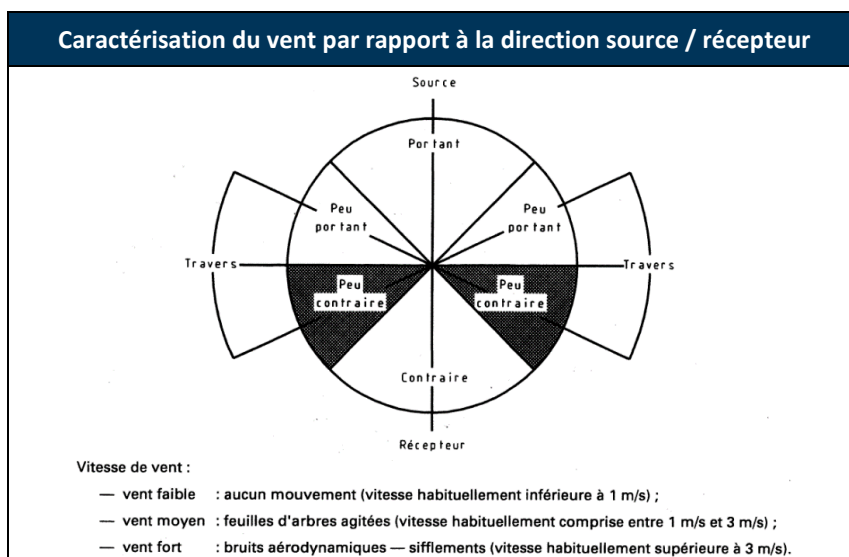 Caractérisation du vent par rapport à la direction source / récepteur
Source
Portant
Peu
portant
Peu
portant
Travers
Travers
Peu
contraire
Peu
contraire
Contraire
Récepteur
Vitesse de vent :
— vent faible : aucun mouvement (vitesse habituellement inférieure à 1 m/s) ;
— vent moyen : feuilles d'arbres agitées (vitesse habituellement comprise entre 1 m/s et 3 m/s) ;
— vent fort : bruits aérodynamiques — sifflements (vitesse habituellement supérieure à 3 m/s).